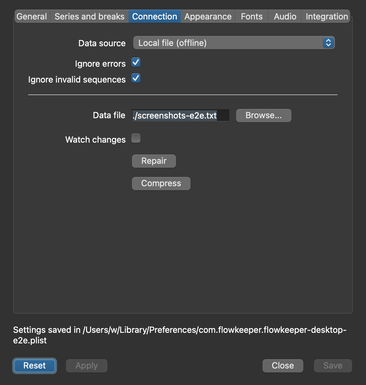 General Series and breaks Connection Appearance Fonts Audio Integration
Data source Local file (offline)
Ignore errors
Ignore invalid sequences
Data file ./screenshots-e2e.txt Browse...
Watch changes
Repair
Compress
Settings saved in /Users/w/Library/Preferences/com.flowkeeper.flowkeeper-desktop-
e2e.plist
Reset Apply Close Save